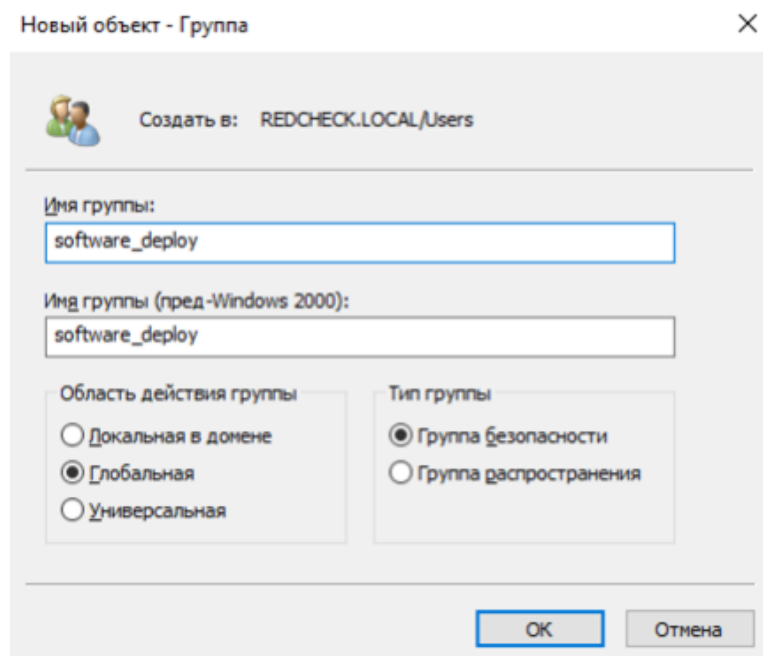 Новый объект - Группа
Создать в: REDCHECK.LOCAL/Users
Имя группы:
software_deploy
Имя группы (пред-Windows 2000):
software_deploy
Область действия группы
Локальная в домене
Глобальная
Универсальная
Тип группы
Группа безопасности
Группа распространения
OK
Отмена